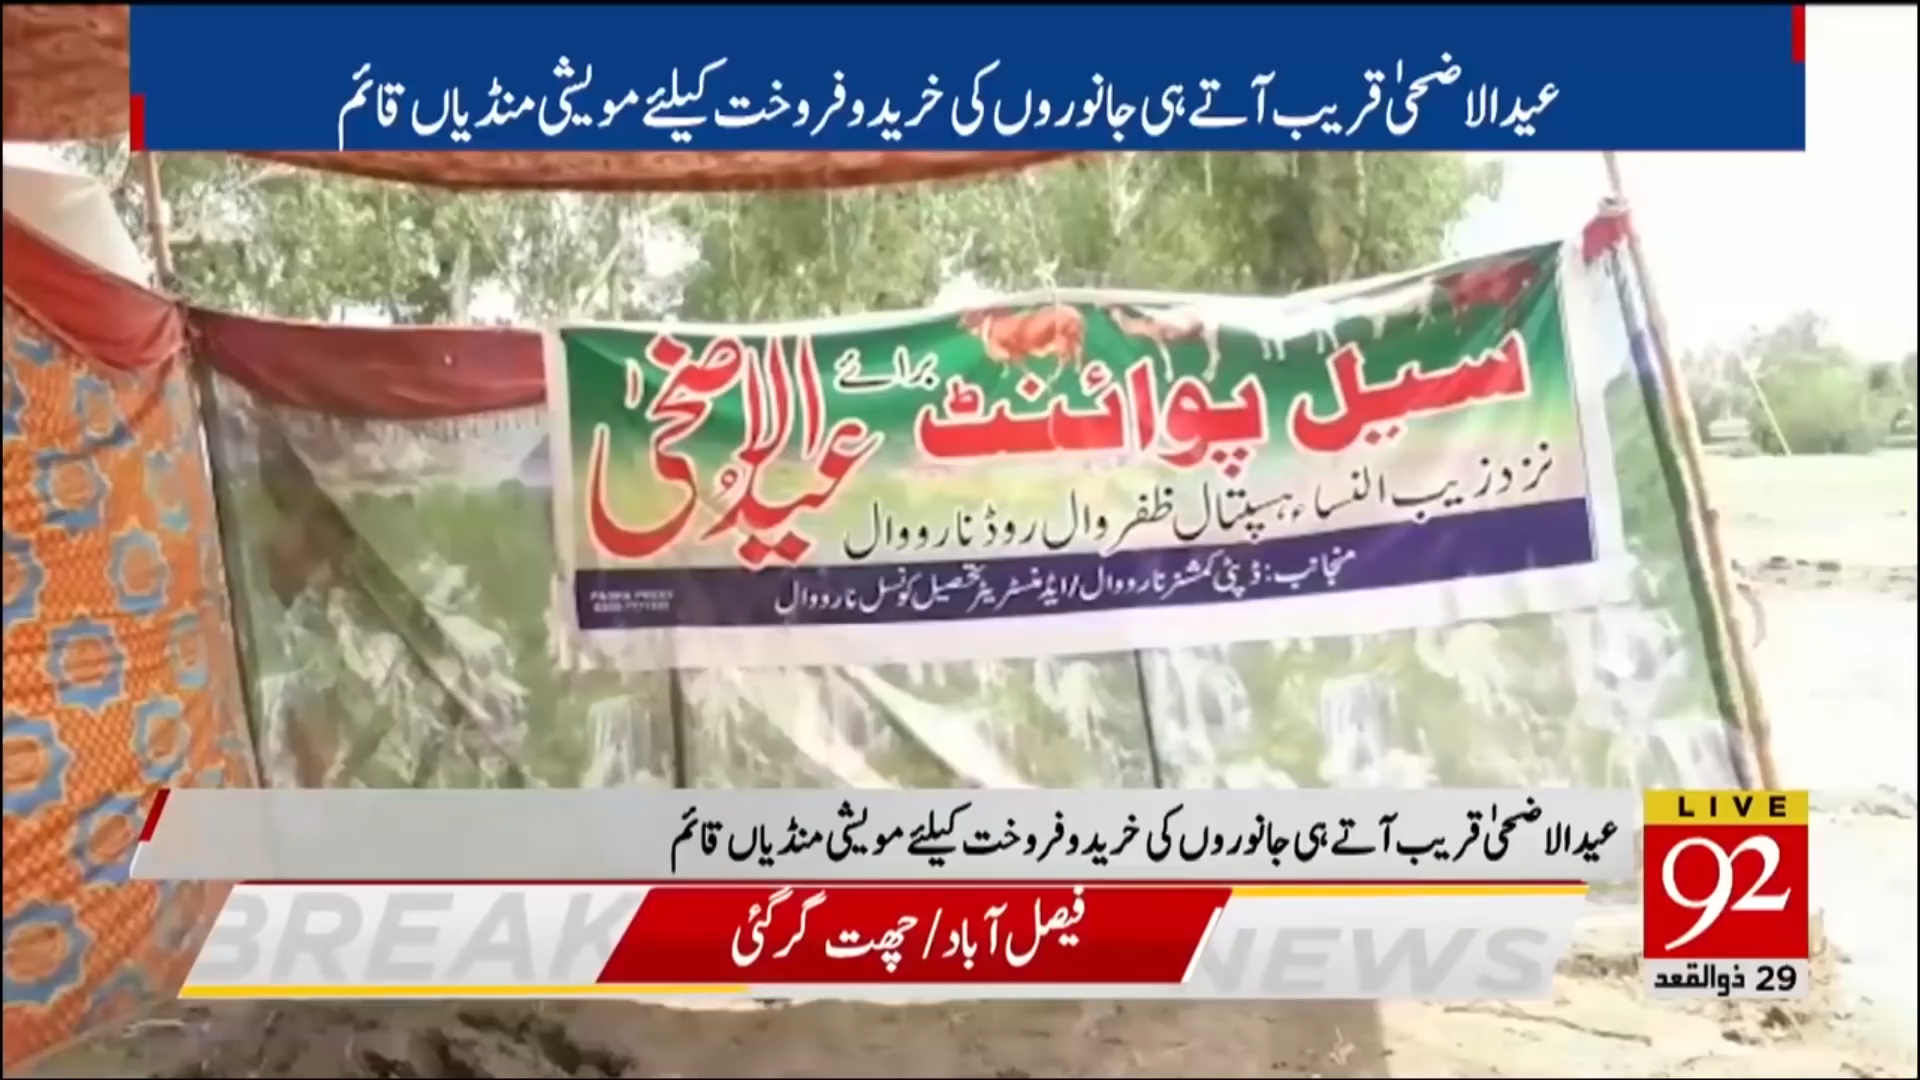 عیدالاضحیٰ قریب آتے ہی جانوروں کی خرید و فروخت کیلئے مویشی منڈیاں قائم
سیل پوائنٹ برائے عیدالاضحیٰ
نزد زیب النساء ہسپتال ظفروال روڈ نارووال
منجانب: ڈپٹی کمشنر نارووال/ایڈمنسٹریٹر تحصیل کونسل نارووال
عیدالاضحیٰ قریب آتے ہی جانوروں کی خرید و فروخت کیلئے مویشی منڈیاں قائم
LIVE
92
29 ذوالقعد
BREAK NEWS
فیصل آباد/چھت گرگئی